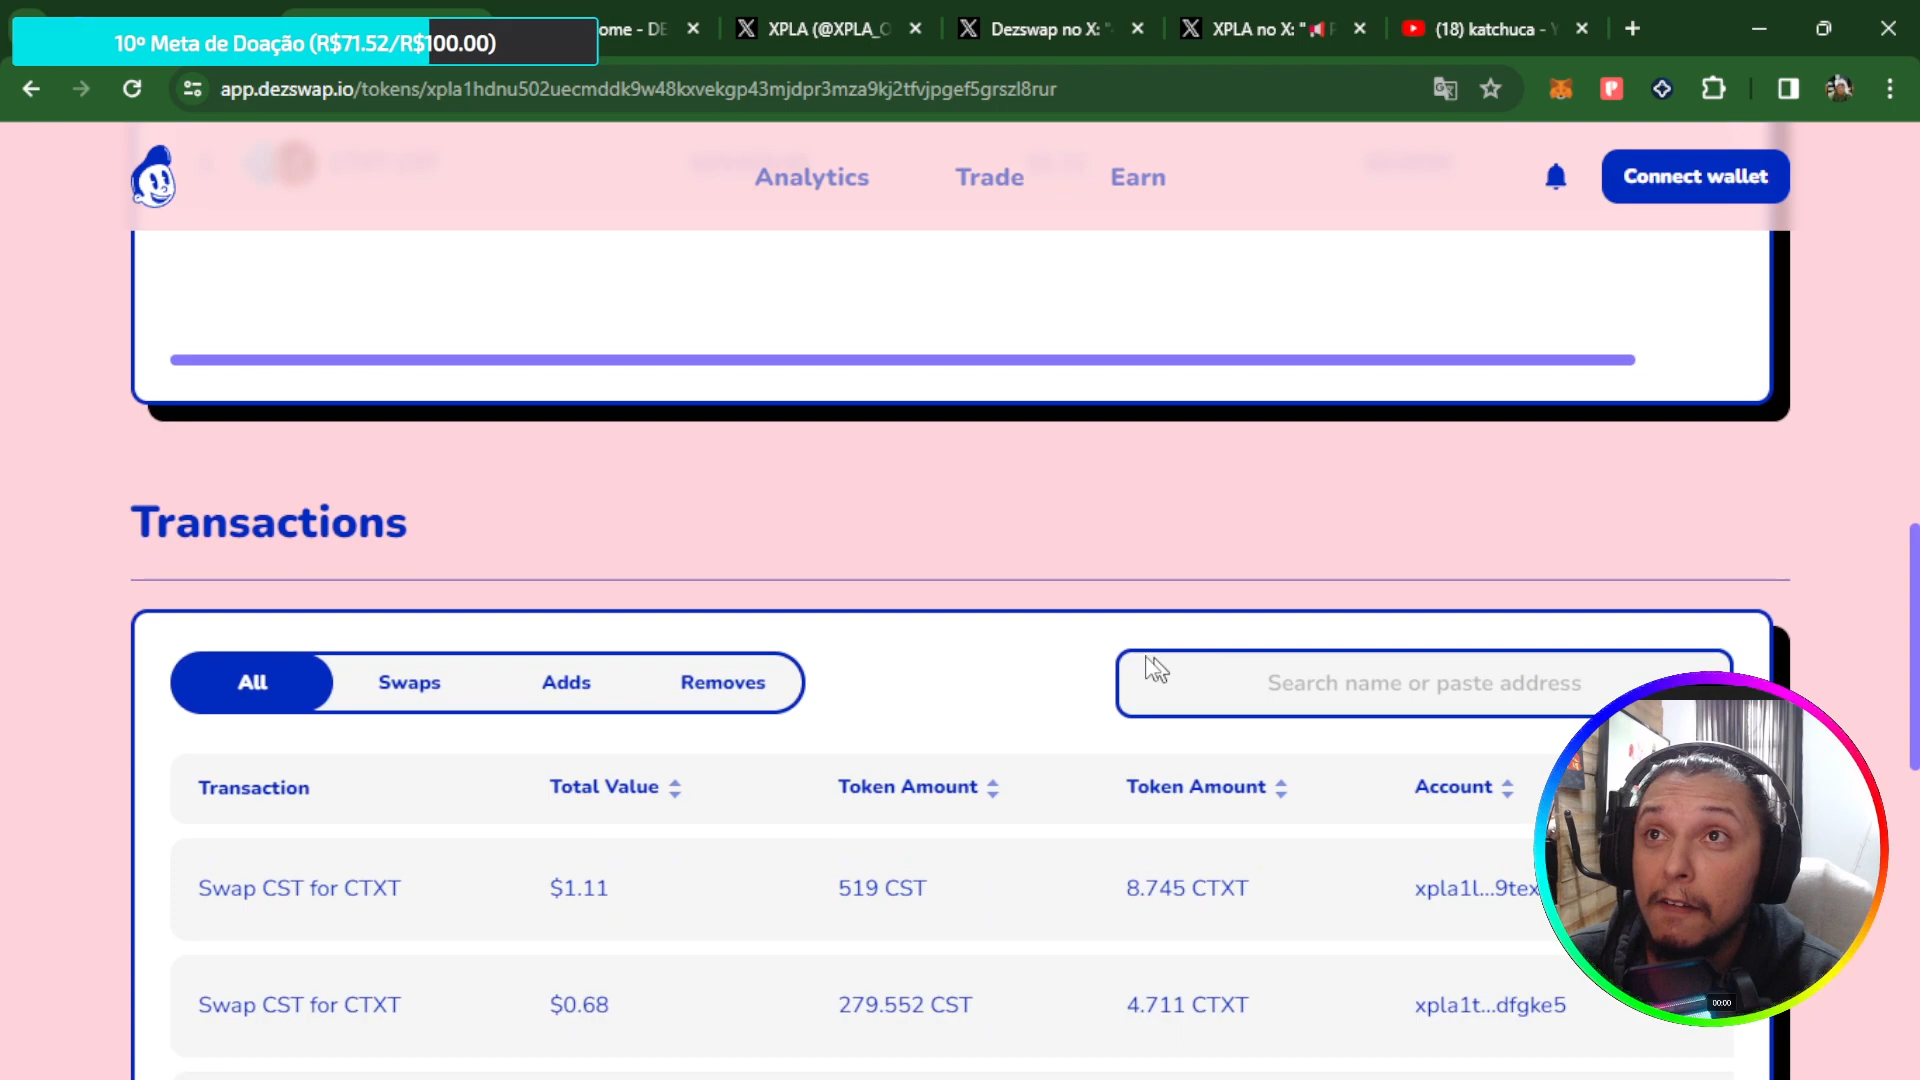 10º Meta de Doação (R$71.52/R$100.00)
ome - DE
XPLA (@XPLA_O
Dezswap no X: "
XPLA no X: "
(18) katchuca -
app.dezswap.io/tokens/xpla1hdnu502uecmddk9w48kxvekgp43mjdpr3mza9kj2tfvjpgef5grszl8rur
Analytics
Trade
Earn
Connect wallet
Transactions
All
Swaps
Adds
Removes
Search name or paste address
Transaction
Total Value
Token Amount
Token Amount
Account
Swap CST for CTXT
$1.11
519 CST
8.745 CTXT
xpla1l...9tex
Swap CST for CTXT
$0.68
279.552 CST
4.711 CTXT
xpla1t...dfgke5
00:00